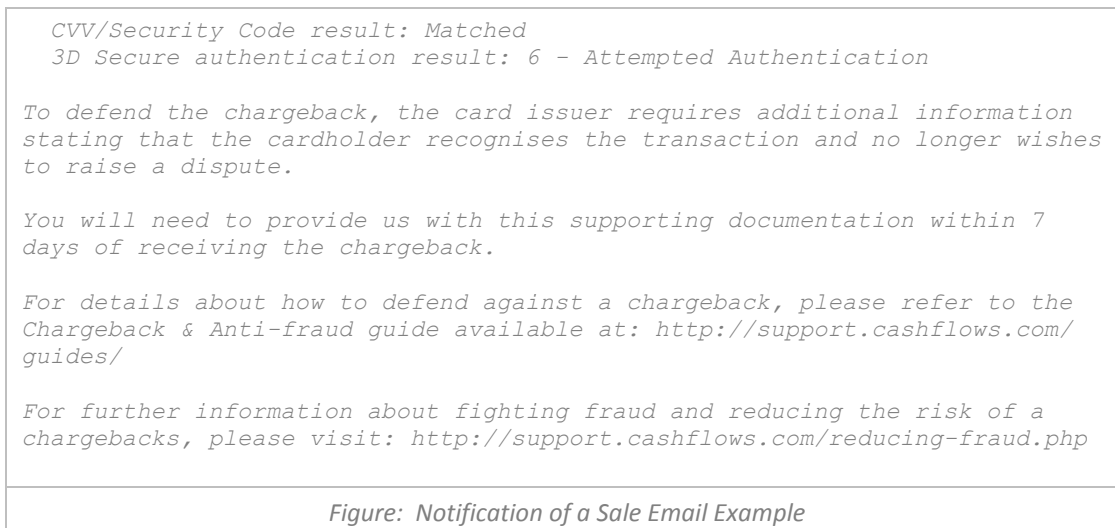 CVV/Security Code result: Matched
3D Secure authentication result: 6 - Attempted Authentication
To defend the chargeback, the card issuer requires additional information
stating that the cardholder recognises the transaction and no longer wishes
to raise a dispute.
You will need to provide us with this supporting documentation within 7
days of receiving the chargeback.
For details about how to defend against a chargeback, please refer to the
Chargeback & Anti-fraud guide available at: http://support.cashflows.com/
guides/
For further information about fighting fraud and reducing the risk of a
chargebacks, please visit: http://support.cashflows.com/reducing-fraud.php
Figure: Notification of a Sale Email Example